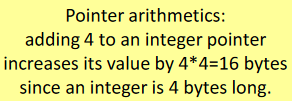 Pointer arithmetics:
adding 4 to an integer pointer
increases its value by 4*4=16 bytes
since an integer is 4 bytes long.